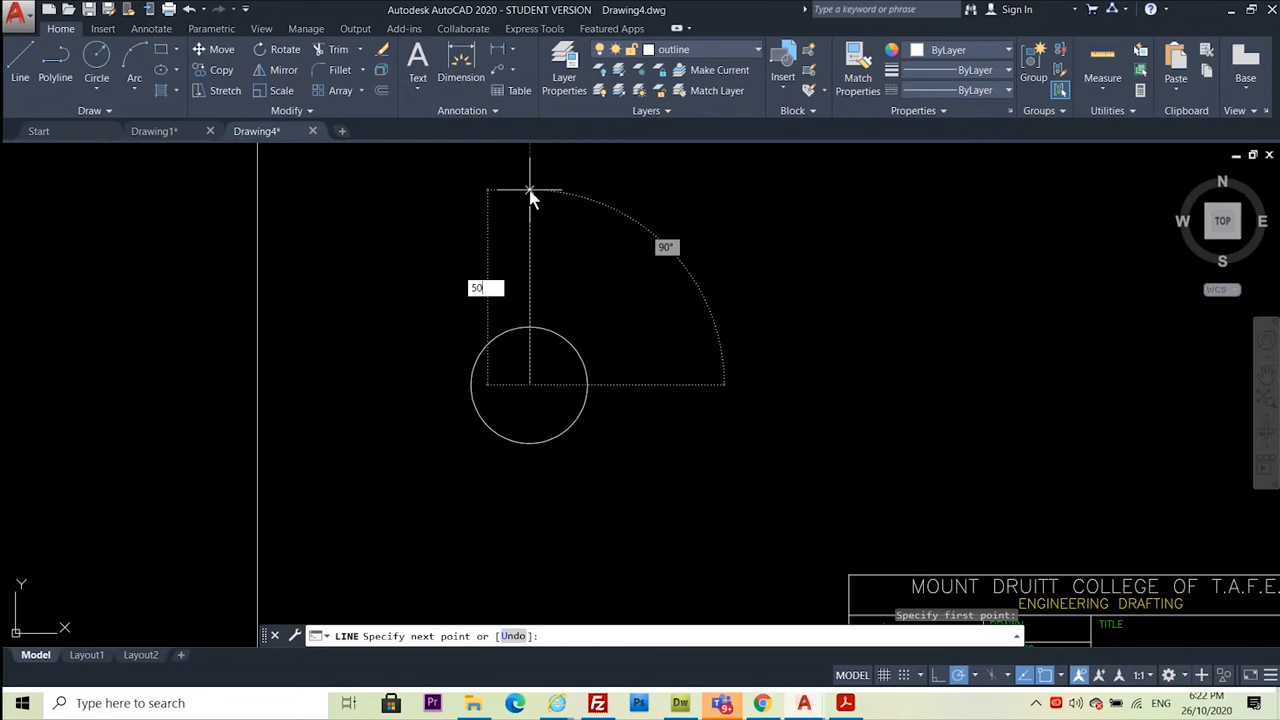 Autodesk AutoCAD 2020 - STUDENT VERSION Drawing4.dwg
Type a keyword or phrase
Sign In
Home Insert Annotate Parametric View Manage Output Add-ins Collaborate Express Tools Featured Apps
Line Polyline Circle Arc
Move Rotate Trim
Copy Mirror Fillet
Stretch Scale Array
Text Dimension Table
Layer Properties
outline
Make Current
Match Layer
Insert
Match Properties
ByLayer
ByLayer
ByLayer
Group
Measure
Paste
Base
Draw Modify Annotation Layers Block Properties Groups Utilities Clipboard View
Start Drawing1* Drawing4*
N
W TOP E
S
WCS
90°
50
MOUNT DRUITT COLLEGE OF T.A.F.E.
ENGINEERING DRAFTING
Specify first point:
TITLE
Y
X
LINE Specify next point or [Undo]:
Model Layout1 Layout2
MODEL
1:1
Type here to search
9+
ENG
6:22 PM
26/10/2020